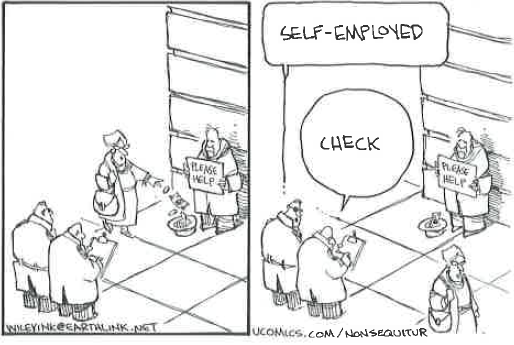 PLEASE
HELP
WILEYINK@EARTHLINK.NET
SELF-EMPLOYED
CHECK
PLEASE
HELP
UCOMICS.COM/NONSEQUITUR